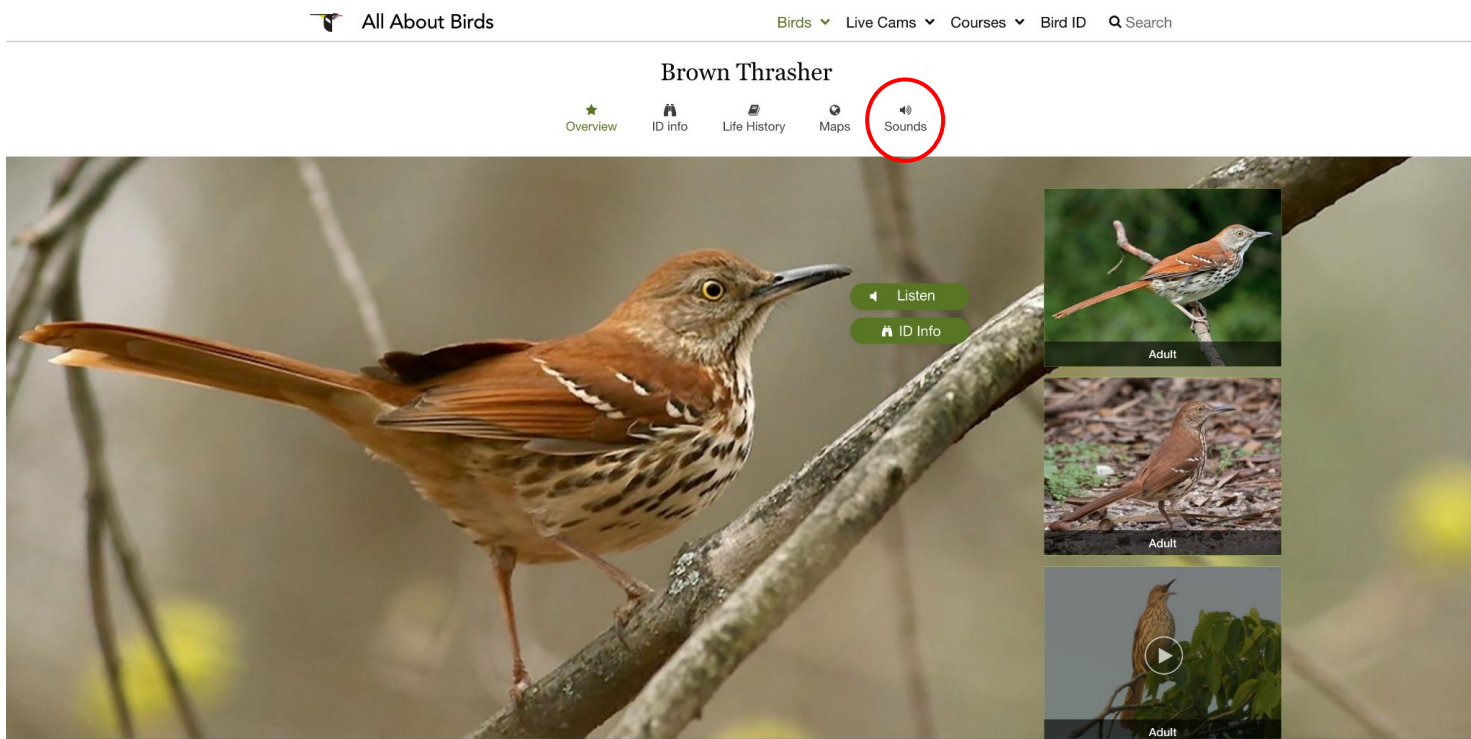 All About Birds Birds Live Cams Courses Bird ID Search
Brown Thrasher
Overview ID info Life History Maps Sounds
Listen
ID Info
Adult
Adult
Adult